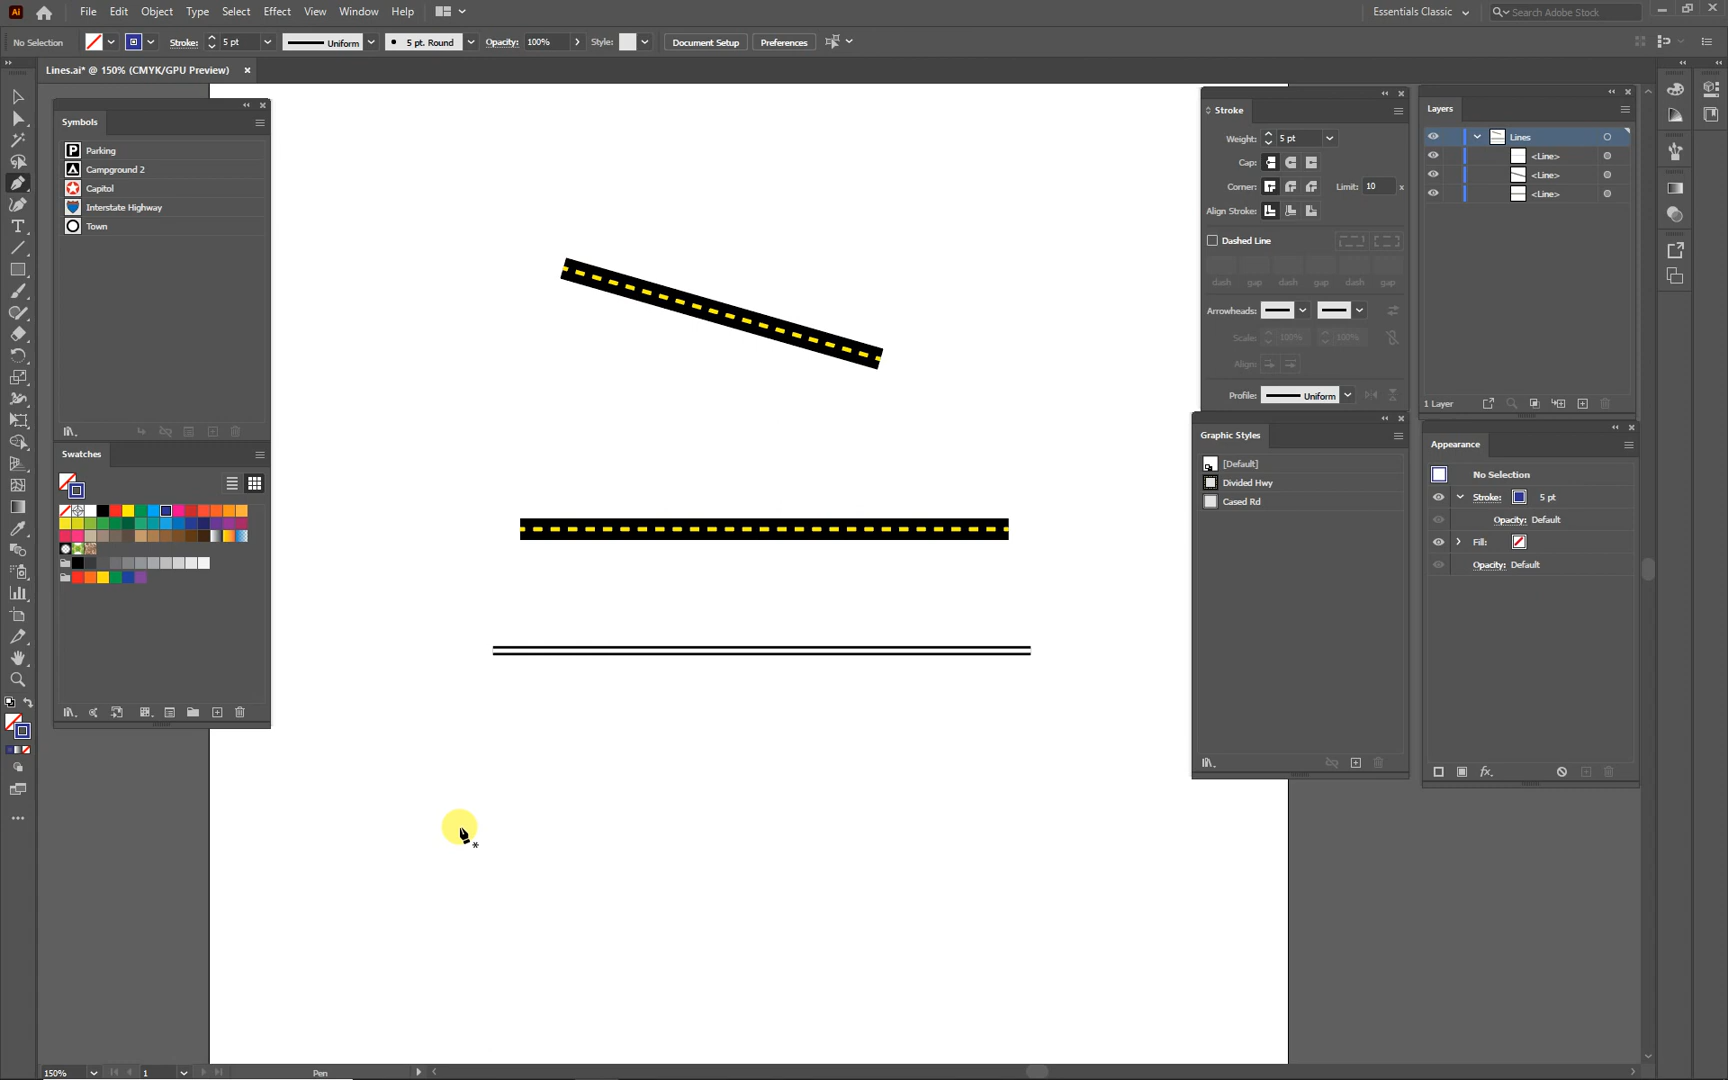 Ai File Edit Object Type Select Effect View Window Help Essentials Classic Search Adobe Stock
No Selection Stroke: 5 pt Uniform 5 pt. Round Opacity: 100% Style: Document Setup Preferences
Lines.ai* @ 150% (CMYK/GPU Preview)
Symbols
Parking
Campground 2
Capitol
Interstate Highway
Town
Swatches
Stroke
Weight: 5 pt
Cap:
Corner: Limit: 10 x
Align Stroke:
Dashed Line
dash gap dash gap dash gap
Arrowheads:
Scale: 100% 100%
Align:
Profile: Uniform
Graphic Styles
[Default]
Divided Hwy
Cased Rd
Layers
Lines
<Line>
<Line>
<Line>
1 Layer
Appearance
No Selection
Stroke: 5 pt
Opacity: Default
Fill:
Opacity: Default
150% 1 Pen